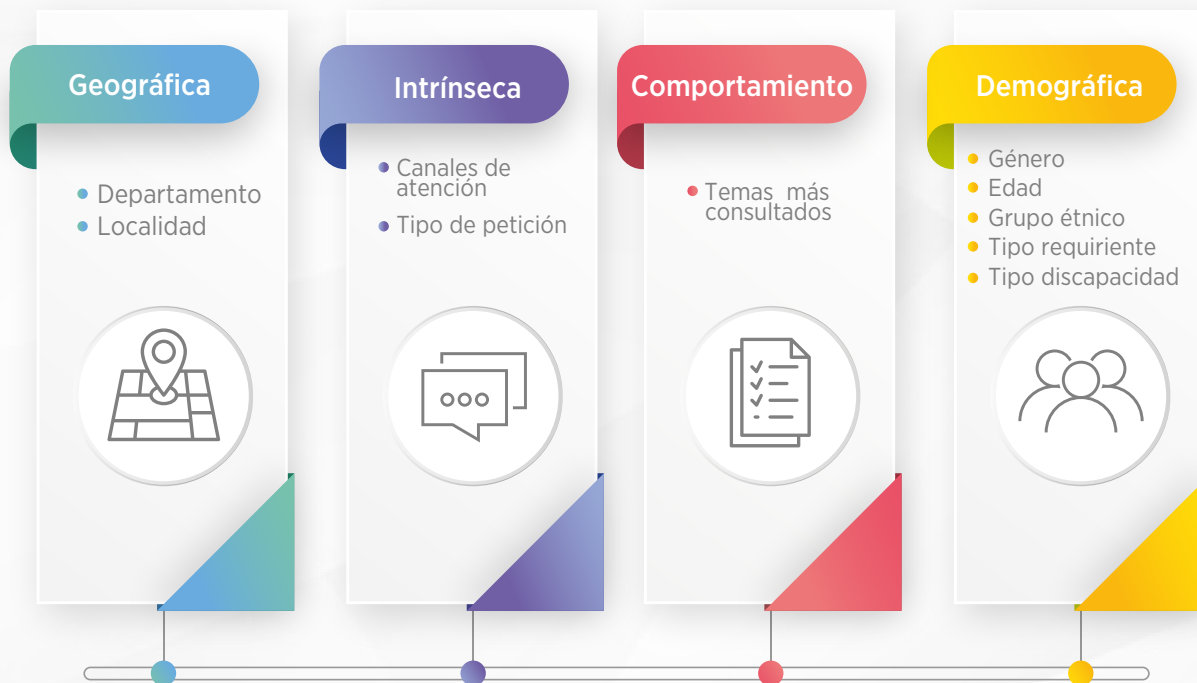 Geográfica
Departamento
Localidad
Intrínseca
Canales de
atención
Tipo de petición
Comportamiento
Temas más
consultados
Demográfica
Género
Edad
Grupo étnico
Tipo requiriente
Tipo discapacidad